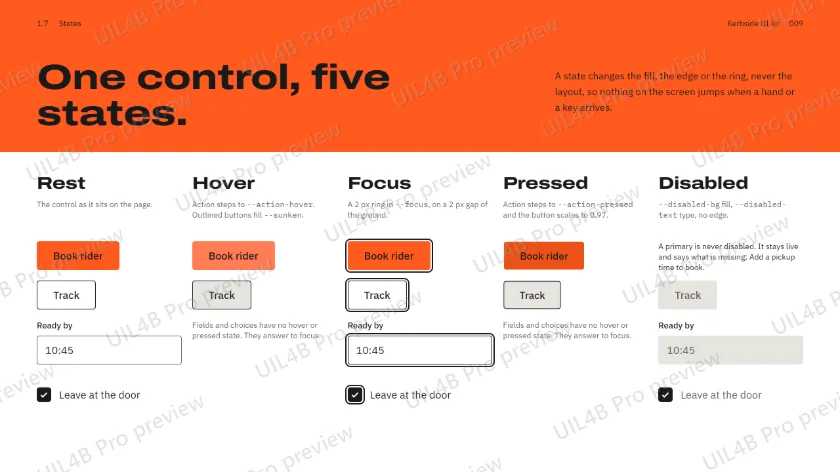 1.7 States
Kerbside UI kit 009
One control, five
states.
A state changes the fill, the edge or the ring, never the
layout, so nothing on the screen jumps when a hand or
a key arrives.
Rest
The control as it sits on the page.
Book rider
Track
Ready by
10:45
Leave at the door
Hover
Action steps to --action-hover.
Outlined buttons fill --sunken.
Book rider
Track
Fields and choices have no hover or
pressed state. They answer to focus.
Focus
A 2 px ring in --focus, on a 2 px gap of
the ground.
Book rider
Track
Ready by
10:45
Leave at the door
Pressed
Action steps to --action-pressed
and the button scales to 0.97.
Book rider
Track
Fields and choices have no hover or
pressed state. They answer to focus.
Disabled
--disabled-bg fill, --disabled-
text type, no edge.
A primary is never disabled. It stays live
and says what is missing: Add a pickup
time to book.
Track
Ready by
10:45
Leave at the door
UIL4B Pro preview